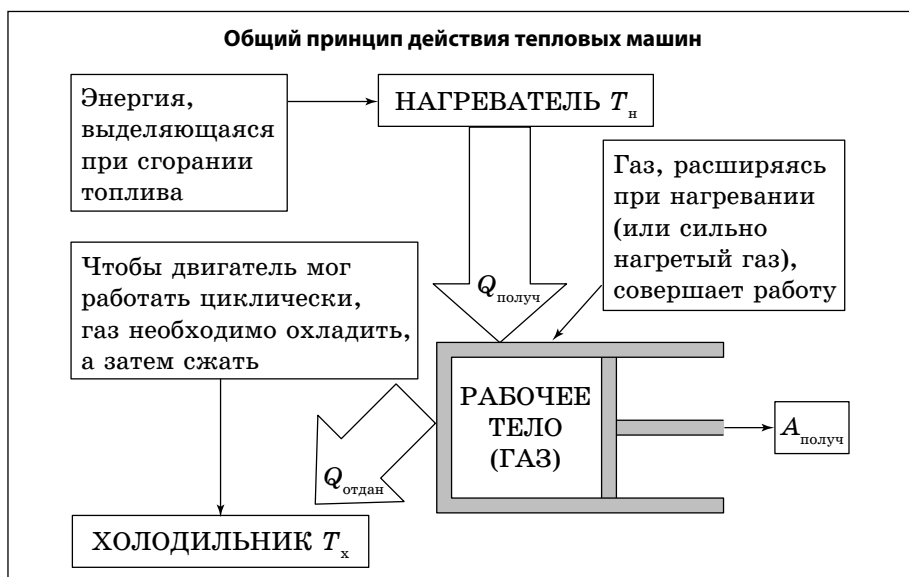 Общий принцип действия тепловых машин
Энергия,
выделяющаяся
при сгорании
топлива
НАГРЕВАТЕЛЬ Tн
Газ, расширяясь
при нагревании
(или сильно
нагретый газ),
совершает работу
Чтобы двигатель мог
работать циклически,
газ необходимо охладить,
а затем сжать
Qполуч
РАБОЧЕЕ
ТЕЛО
(ГАЗ)
Aполуч
Qотдан
ХОЛОДИЛЬНИК Tх